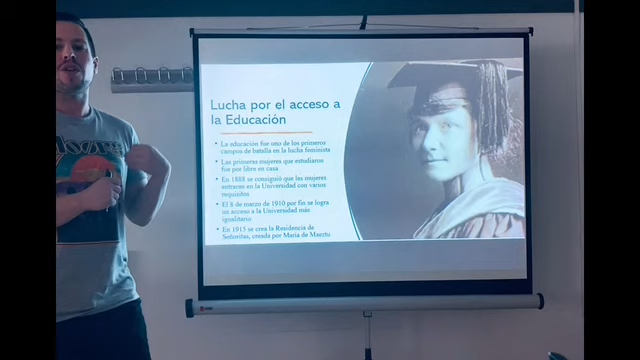 DOORS
Lucha por el acceso a
la Educación
• La educación fue uno de los primeros
campos de batalla en la lucha feminista
• Las primeras mujeres que estudiaron
fue por libre en casa
• En 1888 se consiguió que las mujeres
entraran en la Universidad con varios
requisitos
• El 8 de marzo de 1910 por fin se logra
un acceso a la Universidad más
igualitario
• En 1915 se crea la Residencia de
Señoritas, creada por María de Maeztu